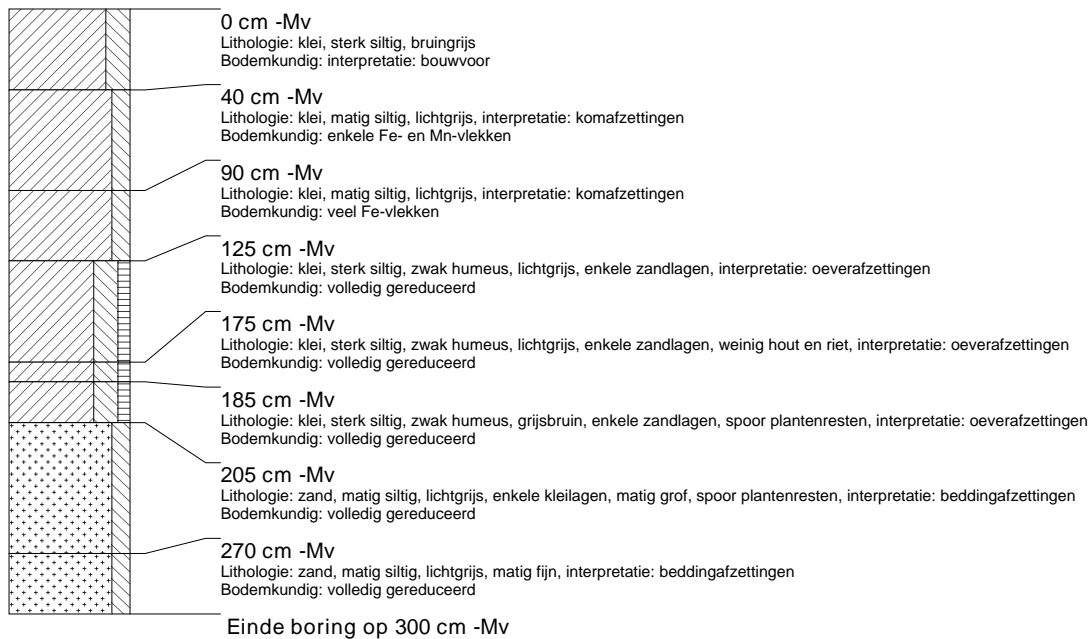 0 cm -Mv
Lithologie: klei, sterk siltig, bruingrijs
Bodemkundig: interpretatie: bouwvoor
40 cm -Mv
Lithologie: klei, matig siltig, lichtgrijs, interpretatie: komafzettingen
Bodemkundig: enkele Fe- en Mn-vlekken
90 cm -Mv
Lithologie: klei, matig siltig, lichtgrijs, interpretatie: komafzettingen
Bodemkundig: veel Fe-vlekken
125 cm -Mv
Lithologie: klei, sterk siltig, zwak humeus, lichtgrijs, enkele zandlagen, interpretatie: oeverafzettingen
Bodemkundig: volledig gereduceerd
175 cm -Mv
Lithologie: klei, sterk siltig, zwak humeus, lichtgrijs, enkele zandlagen, weinig hout en riet, interpretatie: oeverafzettingen
Bodemkundig: volledig gereduceerd
185 cm -Mv
Lithologie: klei, sterk siltig, zwak humeus, grijsbruin, enkele zandlagen, spoor plantenresten, interpretatie: oeverafzettingen
Bodemkundig: volledig gereduceerd
205 cm -Mv
Lithologie: zand, matig siltig, lichtgrijs, enkele kleilagen, matig grof, spoor plantenresten, interpretatie: beddingafzettingen
Bodemkundig: volledig gereduceerd
270 cm -Mv
Lithologie: zand, matig siltig, lichtgrijs, matig fijn, interpretatie: beddingafzettingen
Bodemkundig: volledig gereduceerd
Einde boring op 300 cm -Mv